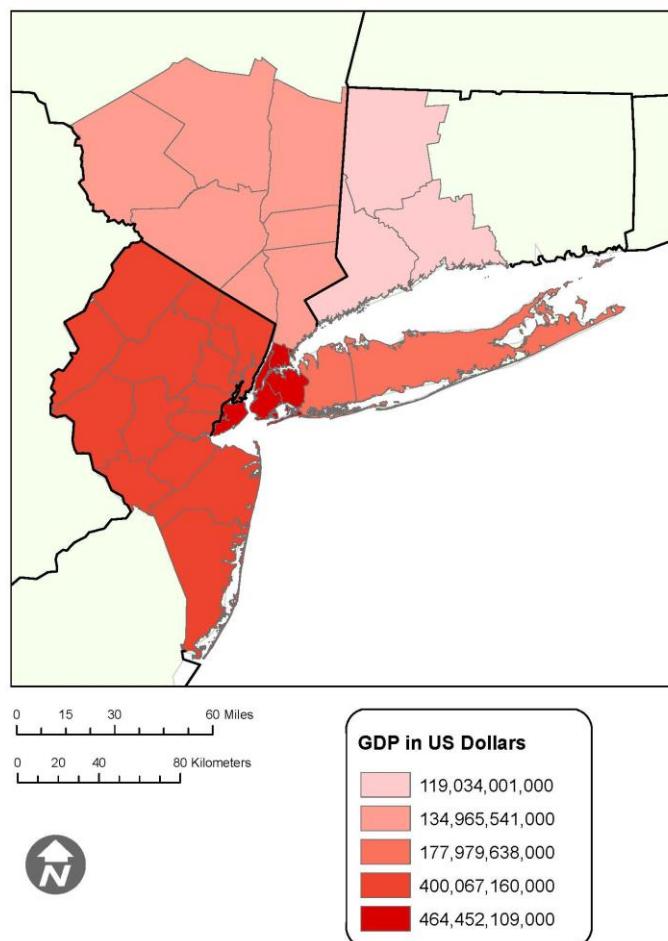 0 15 30 60 Miles
0 20 40 80 Kilometers
N
GDP in US Dollars
119,034,001,000
134,965,541,000
177,979,638,000
400,067,160,000
464,452,109,000